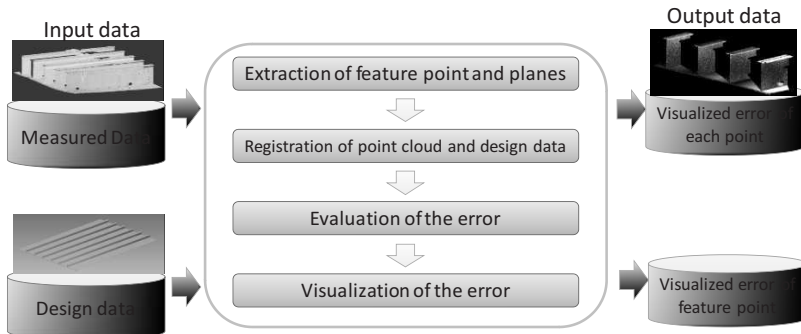 Input data
Measured Data
Design data
Extraction of feature point and planes
Registration of point cloud and design data
Evaluation of the error
Visualization of the error
Output data
Visualized error of
each point
Visualized error of
feature point